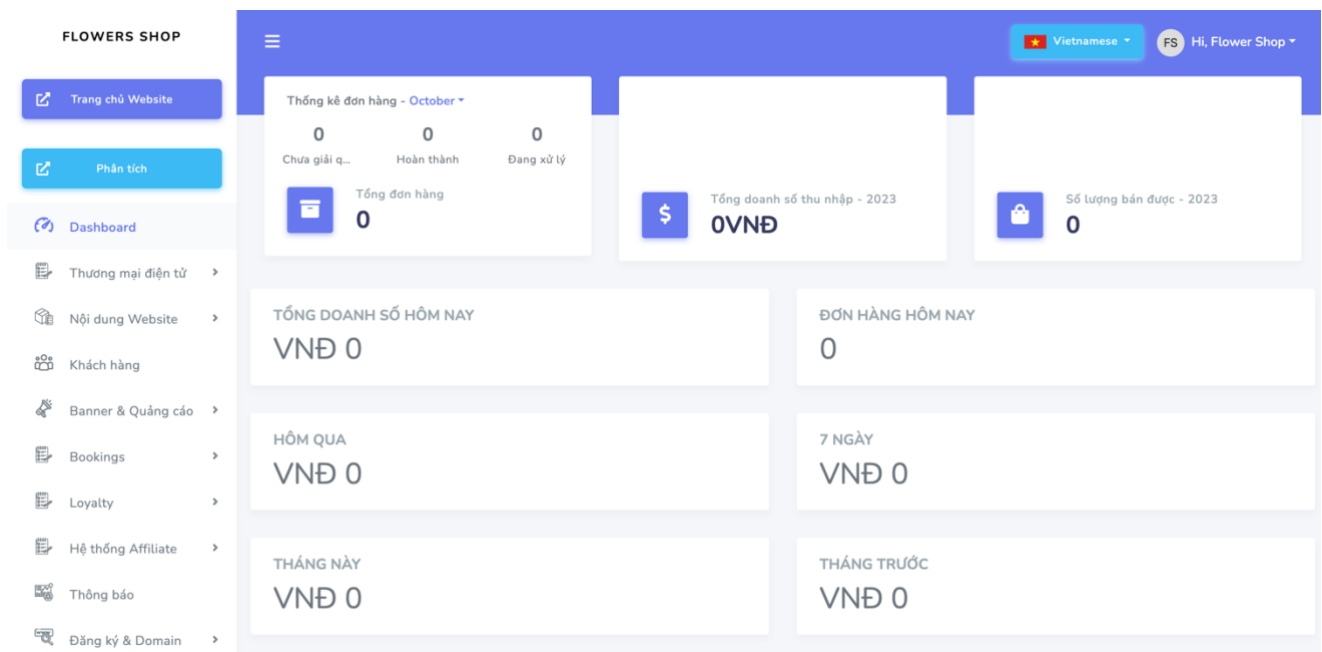 FLOWERS SHOP
Trang chủ Website
Phân tích
Dashboard
Thương mại điện tử
Nội dung Website
Khách hàng
Banner & Quảng cáo
Bookings
Loyalty
Hệ thống Affiliate
Thông báo
Đăng ký & Domain
Vietnamese
FS Hi, Flower Shop
Thống kê đơn hàng - October
0 0 0
Chưa giải q... Hoàn thành Đang xử lý
Tổng đơn hàng
0
Tổng doanh số thu nhập - 2023
0VNĐ
Số lượng bán được - 2023
0
TỔNG DOANH SỐ HÔM NAY
VNĐ 0
ĐƠN HÀNG HÔM NAY
0
HÔM QUA
VNĐ 0
7 NGÀY
VNĐ 0
THÁNG NÀY
VNĐ 0
THÁNG TRƯỚC
VNĐ 0